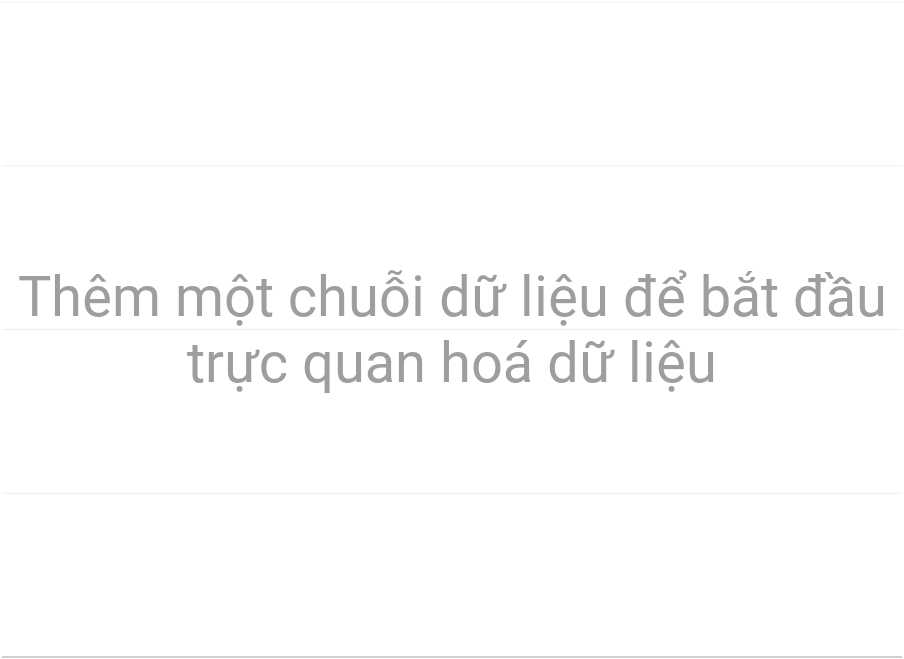 Thêm một chuỗi dữ liệu để bắt đầu
trực quan hoá dữ liệu